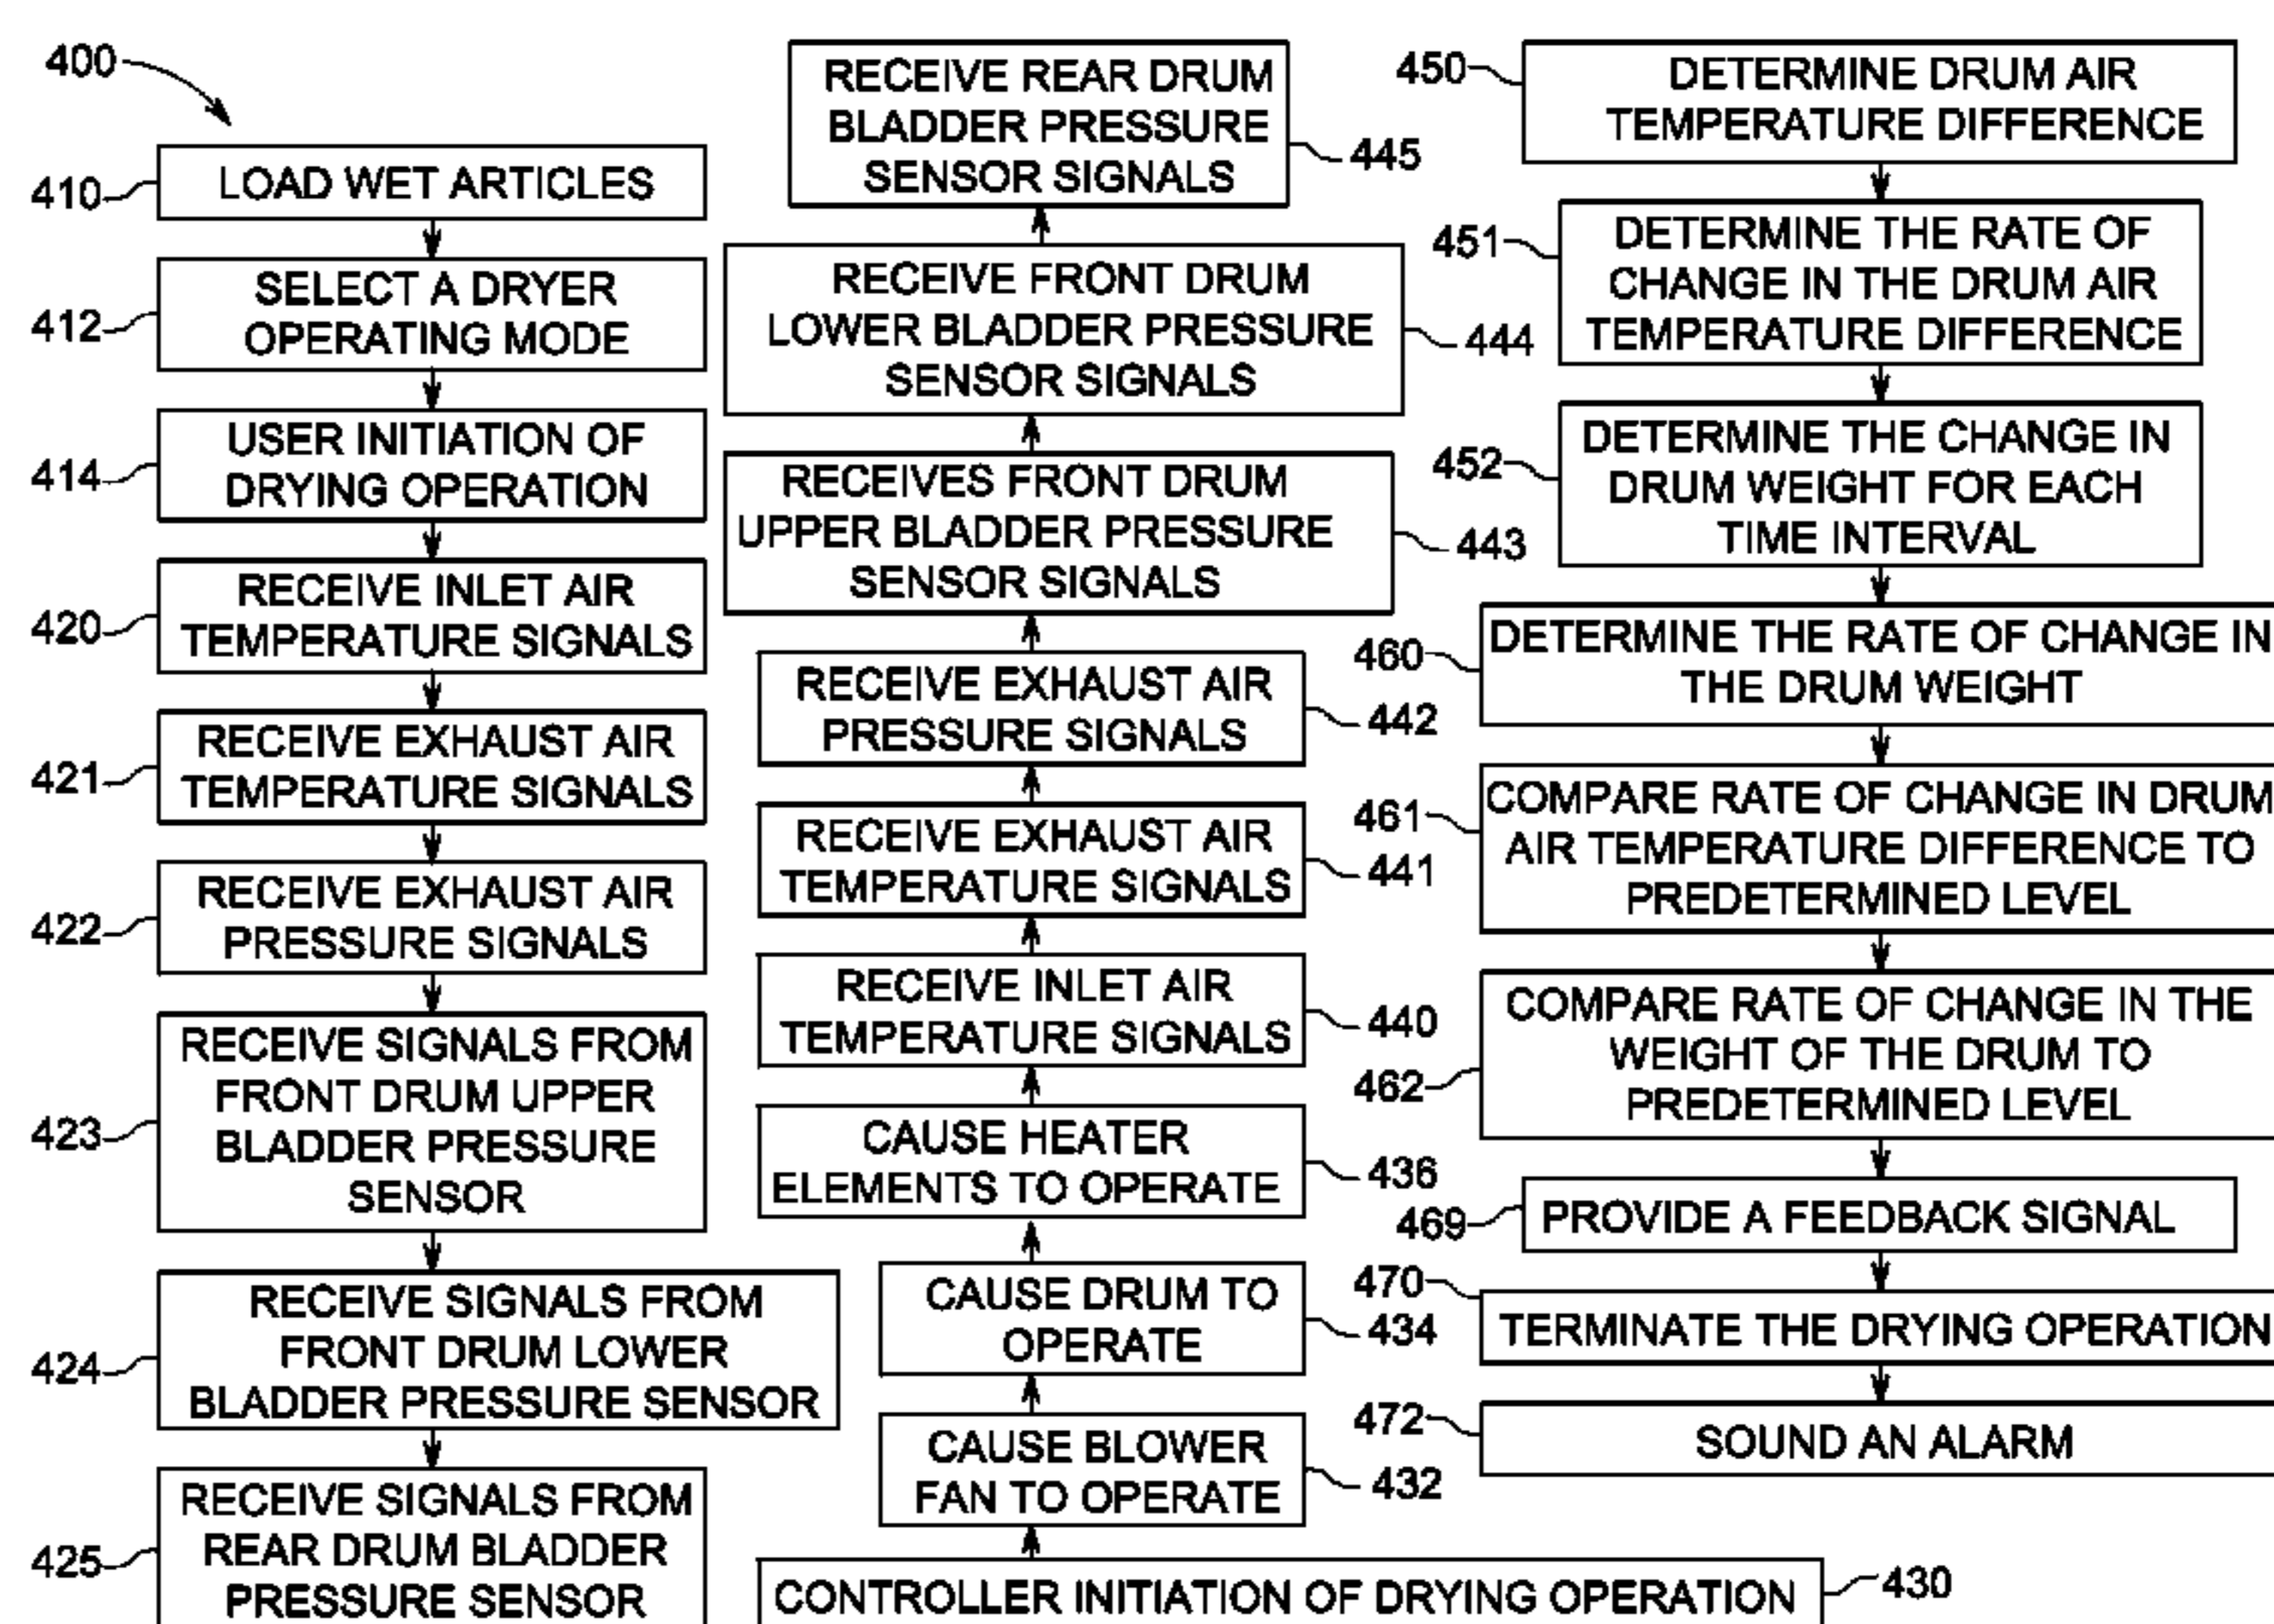 400
410
LOAD WET ARTICLES
412
SELECT A DRYER
OPERATING MODE
414
USER INITIATION OF
DRYING OPERATION
420
RECEIVE INLET AIR
TEMPERATURE SIGNALS
421
RECEIVE EXHAUST AIR
TEMPERATURE SIGNALS
422
RECEIVE EXHAUST AIR
PRESSURE SIGNALS
423
RECEIVE SIGNALS FROM
FRONT DRUM UPPER
BLADDER PRESSURE
SENSOR
424
RECEIVE SIGNALS FROM
FRONT DRUM LOWER
BLADDER PRESSURE SENSOR
425
RECEIVE SIGNALS FROM
REAR DRUM BLADDER
PRESSURE SENSOR
RECEIVE REAR DRUM
BLADDER PRESSURE
SENSOR SIGNALS
445
RECEIVE FRONT DRUM
LOWER BLADDER PRESSURE
SENSOR SIGNALS
444
RECEIVES FRONT DRUM
UPPER BLADDER PRESSURE
SENSOR SIGNALS
443
RECEIVE EXHAUST AIR
PRESSURE SIGNALS
442
RECEIVE EXHAUST AIR
TEMPERATURE SIGNALS
441
RECEIVE INLET AIR
TEMPERATURE SIGNALS
440
CAUSE HEATER
ELEMENTS TO OPERATE
436
CAUSE DRUM TO
OPERATE
434
CAUSE BLOWER
FAN TO OPERATE
432
CONTROLLER INITIATION OF DRYING OPERATION
430
450
DETERMINE DRUM AIR
TEMPERATURE DIFFERENCE
451
DETERMINE THE RATE OF
CHANGE IN THE DRUM AIR
TEMPERATURE DIFFERENCE
452
DETERMINE THE CHANGE IN
DRUM WEIGHT FOR EACH
TIME INTERVAL
460
DETERMINE THE RATE OF CHANGE IN
THE DRUM WEIGHT
461
COMPARE RATE OF CHANGE IN DRUM
AIR TEMPERATURE DIFFERENCE TO
PREDETERMINED LEVEL
462
COMPARE RATE OF CHANGE IN THE
WEIGHT OF THE DRUM TO
PREDETERMINED LEVEL
469
PROVIDE A FEEDBACK SIGNAL
470
TERMINATE THE DRYING OPERATION
472
SOUND AN ALARM